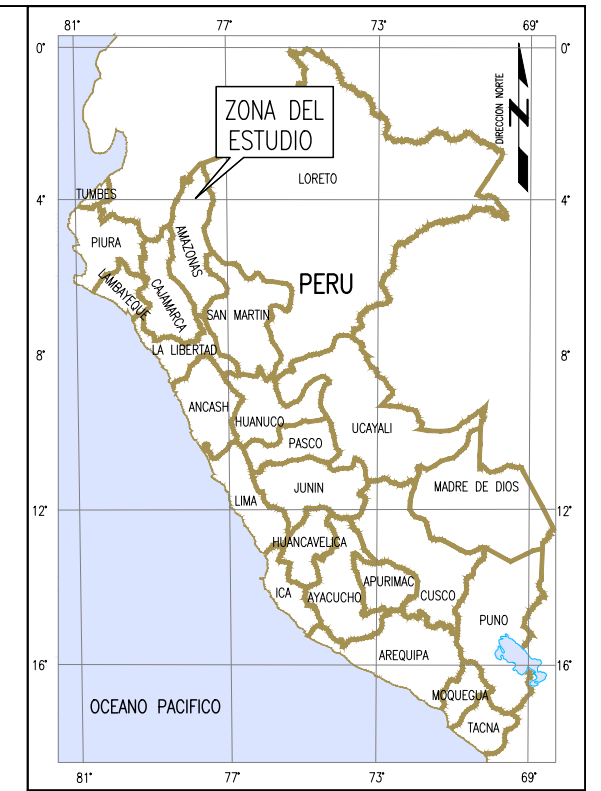 81°
77°
73°
69°
0°
0°
DIRECCION NORTE
N
ZONA DEL
ESTUDIO
LORETO
TUMBES
4°
4°
PIURA
AMAZONAS
LAMBAYEQUE
CAJAMARCA
PERU
SAN MARTIN
LA LIBERTAD
8°
8°
ANCASH
HUANUCO
UCAYALI
PASCO
JUNIN
MADRE DE DIOS
LIMA
12°
12°
HUANCAVELICA
ICA
AYACUCHO
APURIMAC
CUSCO
PUNO
AREQUIPA
16°
16°
MOQUEGUA
OCEANO PACIFICO
TACNA
81°
77°
73°
69°